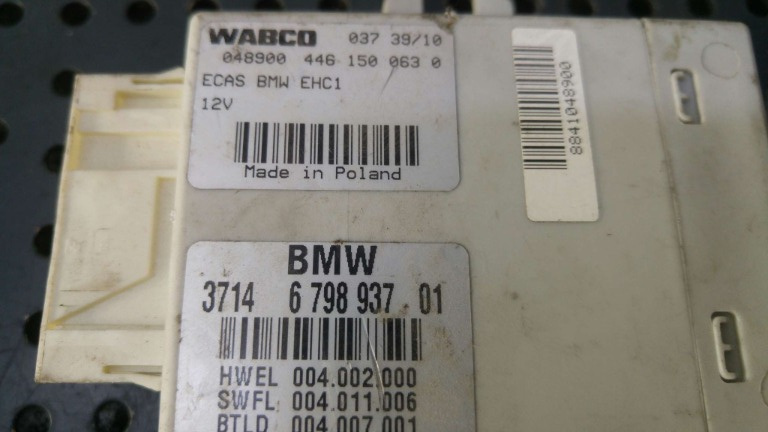 WABCO 037 39/10
048900 446 150 063 0
ECAS BMW EHC1
12V
Made in Poland
8841048900
BMW
3714 6 798 937 01
HWEL 004.002.000
SWFL 004.011.006
BTLD 004.007.001